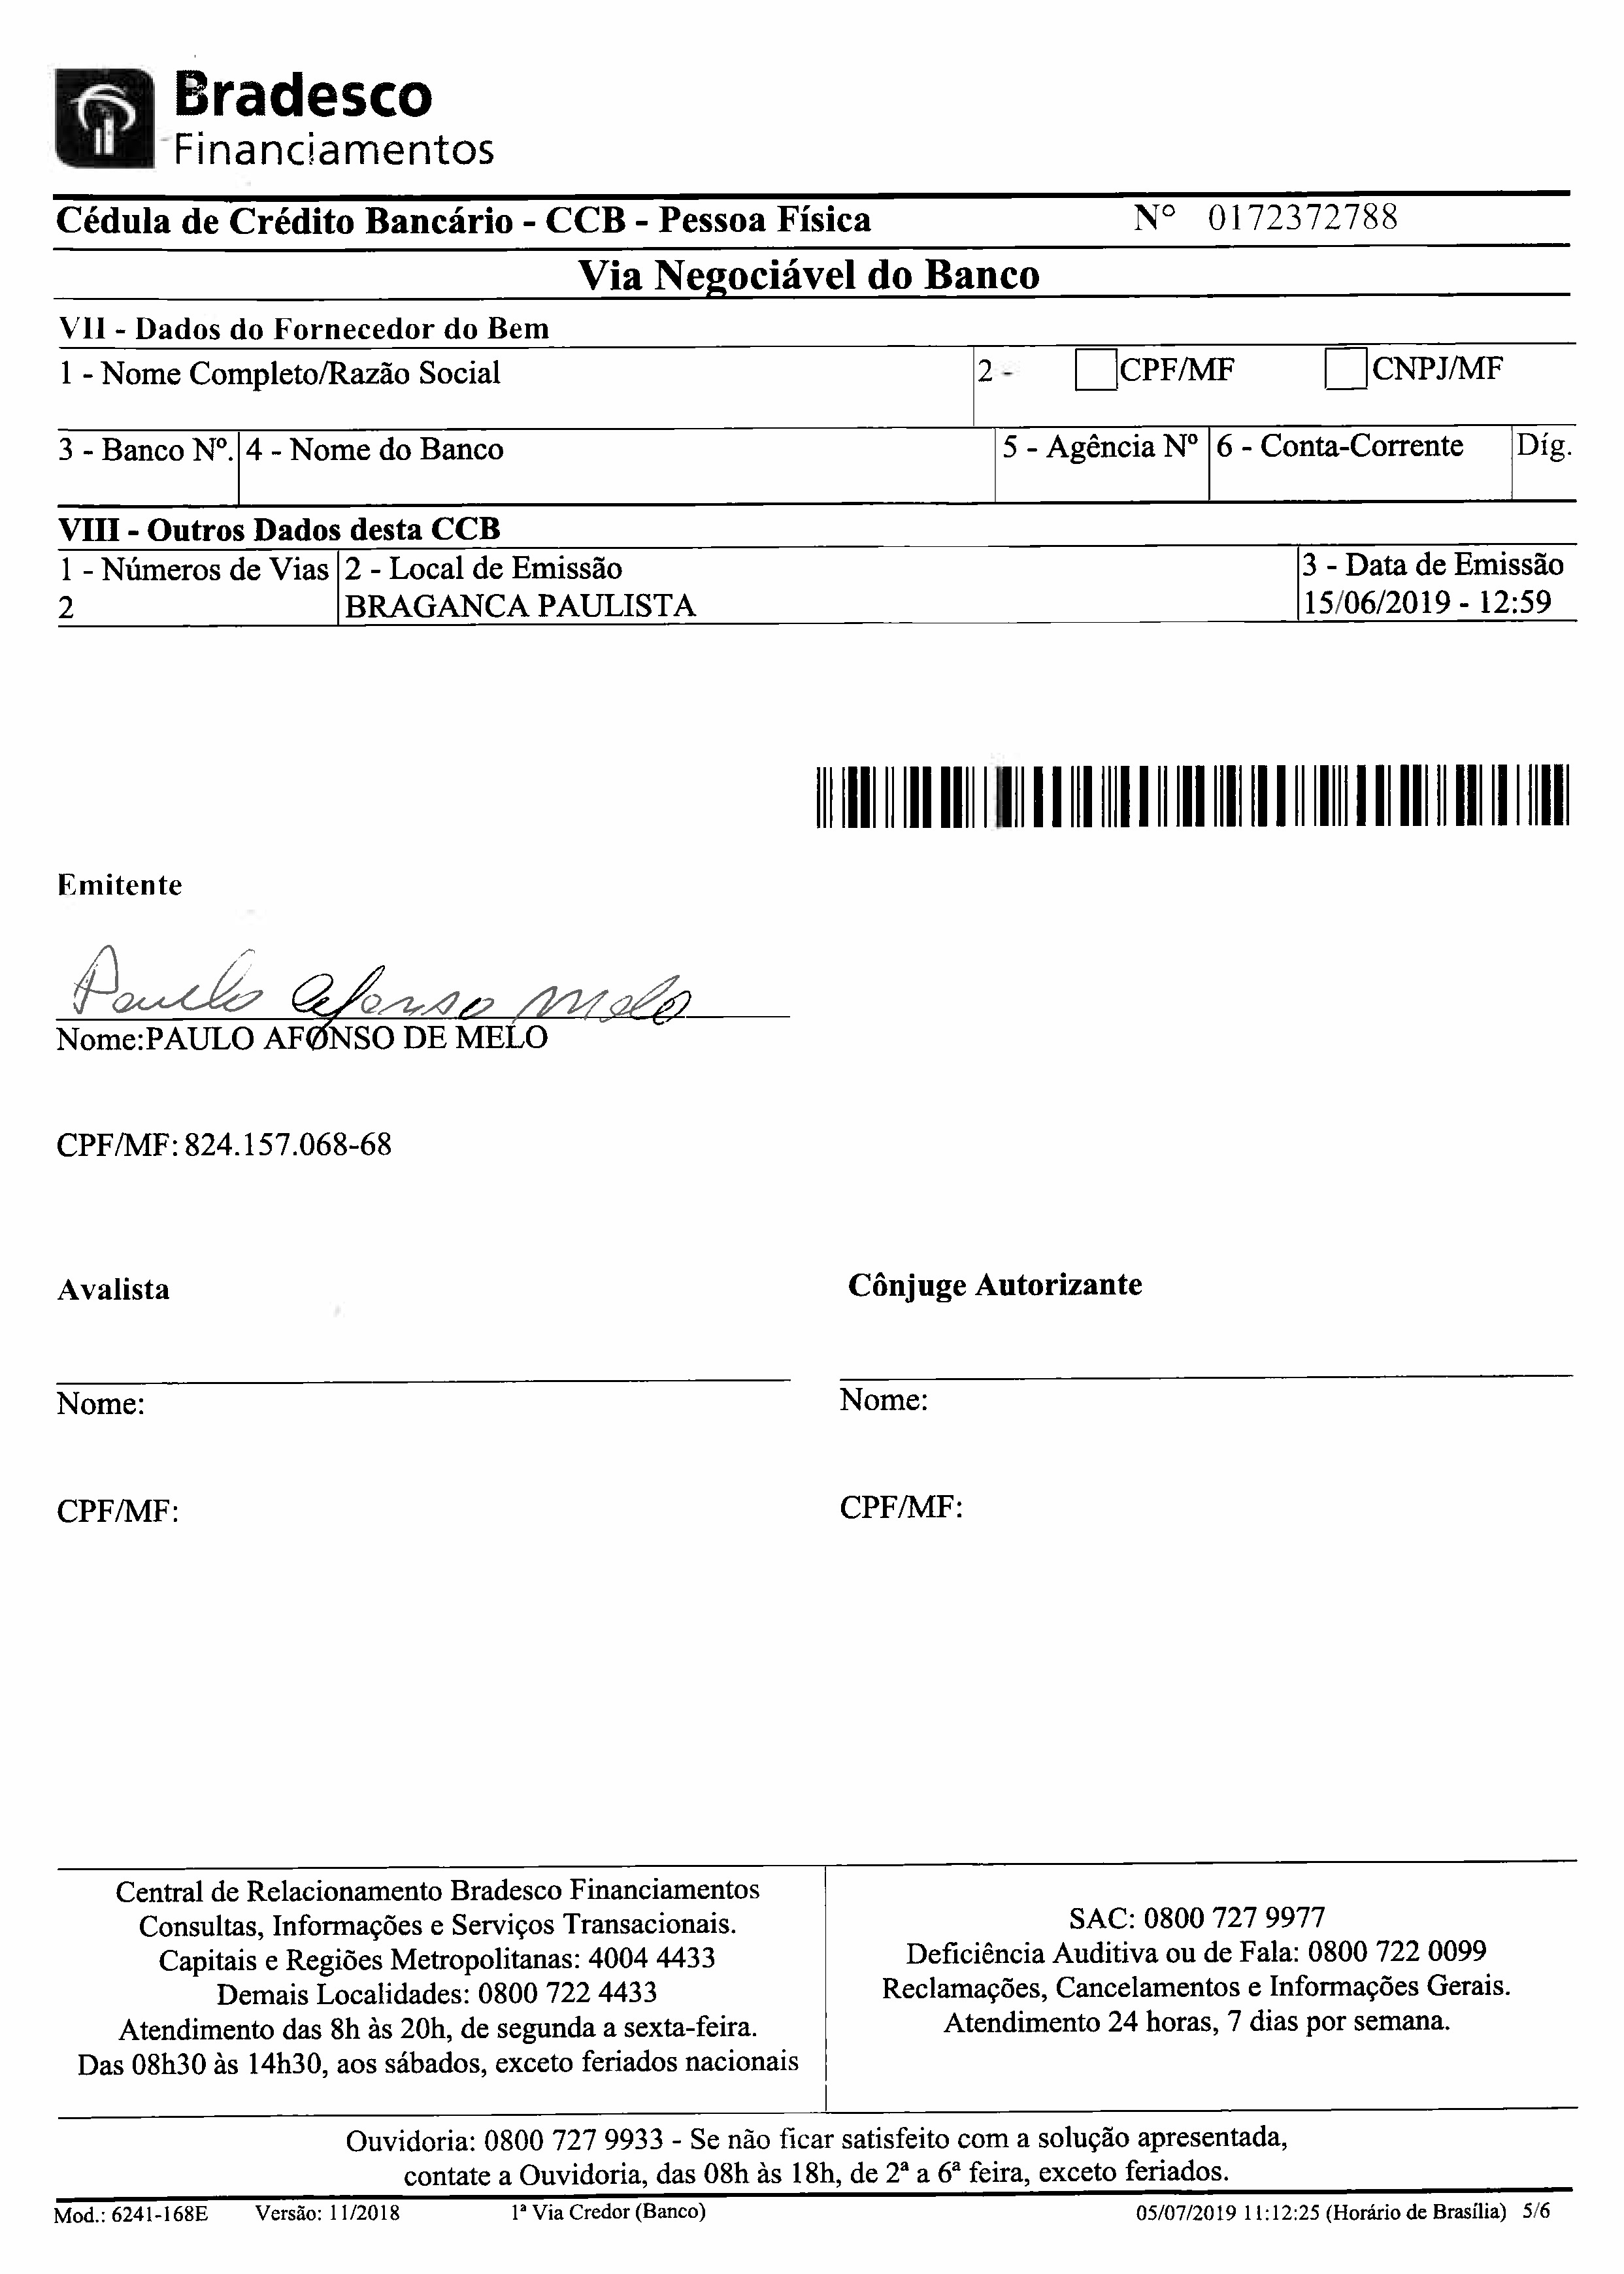 Bradesco
Financiamentos
Cédula de Crédito Bancário - CCB - Pessoa Física Nº 0172372788
Via Negociável do Banco
VII - Dados do Fornecedor do Bem
1 - Nome Completo/Razão Social 2 - CPF/MF CNPJ/MF
3 - Banco Nº. 4 - Nome do Banco 5 - Agência Nº 6 - Conta-Corrente Díg.
VIII - Outros Dados desta CCB
1 - Números de Vias 2 - Local de Emissão 3 - Data de Emissão
2 BRAGANCA PAULISTA 15/06/2019 - 12:59
Emitente
Paulo Afonso Melo
Nome:PAULO AFONSO DE MELO
CPF/MF: 824.157.068-68
Avalista Cônjuge Autorizante
Nome: Nome:
CPF/MF: CPF/MF:
Central de Relacionamento Bradesco Financiamentos
Consultas, Informações e Serviços Transacionais.
Capitais e Regiões Metropolitanas: 4004 4433
Demais Localidades: 0800 722 4433
Atendimento das 8h às 20h, de segunda a sexta-feira.
Das 08h30 às 14h30, aos sábados, exceto feriados nacionais
SAC: 0800 727 9977
Deficiência Auditiva ou de Fala: 0800 722 0099
Reclamações, Cancelamentos e Informações Gerais.
Atendimento 24 horas, 7 dias por semana.
Ouvidoria: 0800 727 9933 - Se não ficar satisfeito com a solução apresentada,
contate a Ouvidoria, das 08h às 18h, de 2ª a 6ª feira, exceto feriados.
Mod.: 6241-168E Versão: 11/2018 1ª Via Credor (Banco) 05/07/2019 11:12:25 (Horário de Brasília) 5/6